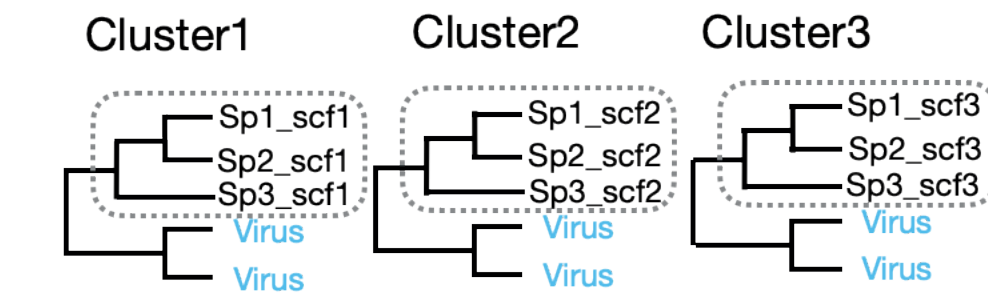 Cluster1
Sp1_scf1
Sp2_scf1
Sp3_scf1
Virus
Virus
Cluster2
Sp1_scf2
Sp2_scf2
Sp3_scf2
Virus
Virus
Cluster3
Sp1_scf3
Sp2_scf3
Sp3_scf3
Virus
Virus